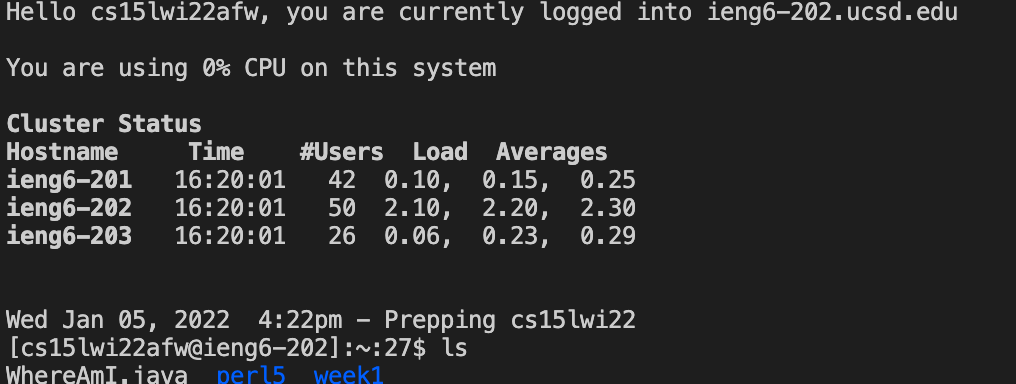 Hello cs15lwi22afw, you are currently logged into ieng6-202.ucsd.edu
You are using 0% CPU on this system
Cluster Status
Hostname     Time    #Users  Load  Averages
ieng6-201   16:20:01   42  0.10,  0.15,  0.25
ieng6-202   16:20:01   50  2.10,  2.20,  2.30
ieng6-203   16:20:01   26  0.06,  0.23,  0.29
Wed Jan 05, 2022  4:22pm - Prepping cs15lwi22
[cs15lwi22afw@ieng6-202]:~:27$ ls
WhereAmI.java  perl5  week1